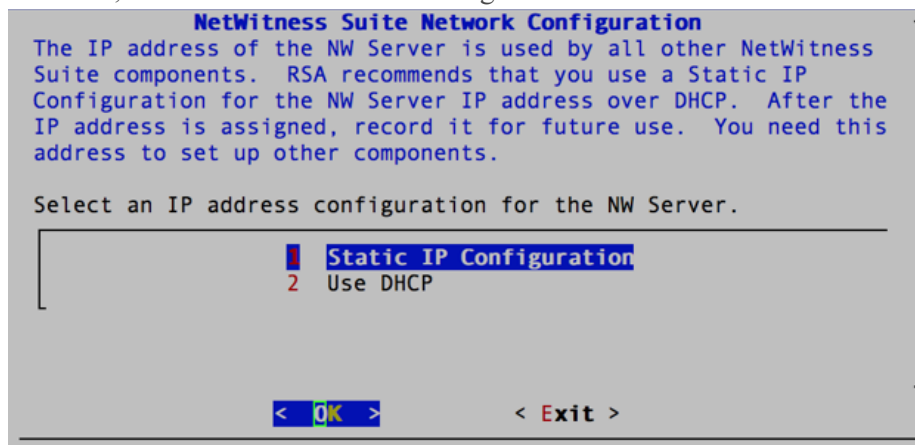 NetWitness Suite Network Configuration
The IP address of the NW Server is used by all other NetWitness
Suite components.  RSA recommends that you use a Static IP
Configuration for the NW Server IP address over DHCP.  After the
IP address is assigned, record it for future use.  You need this
address to set up other components.
Select an IP address configuration for the NW Server.
1 Static IP Configuration
2 Use DHCP
< OK > < Exit >